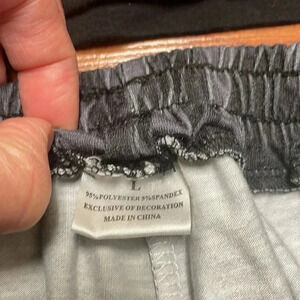 L
95%POLYESTER 5%SPANDEX
EXCLUSIVE OF DECORATION
MADE IN CHINA